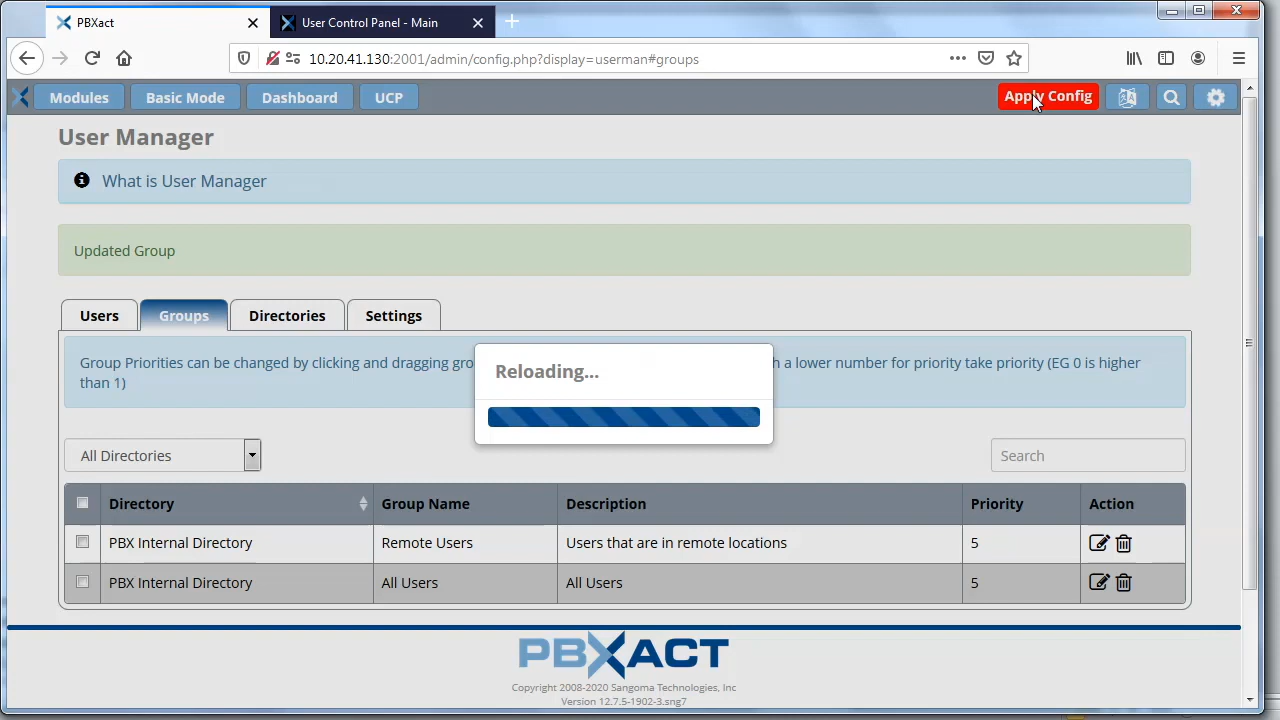 PBXact
User Control Panel - Main
10.20.41.130:2001/admin/config.php?display=userman#groups
Modules
Basic Mode
Dashboard
UCP
Apply Config
User Manager
What is User Manager
Updated Group
Users
Groups
Directories
Settings
Group Priorities can be changed by clicking and dragging gro
h a lower number for priority take priority (EG 0 is higher
than 1)
Reloading...
All Directories
Search
Directory
Group Name
Description
Priority
Action
PBX Internal Directory
Remote Users
Users that are in remote locations
5
PBX Internal Directory
All Users
All Users
5
PBXACT
Copyright 2008-2020 Sangoma Technologies, Inc
Version 12.7.5-1902-3.sng7